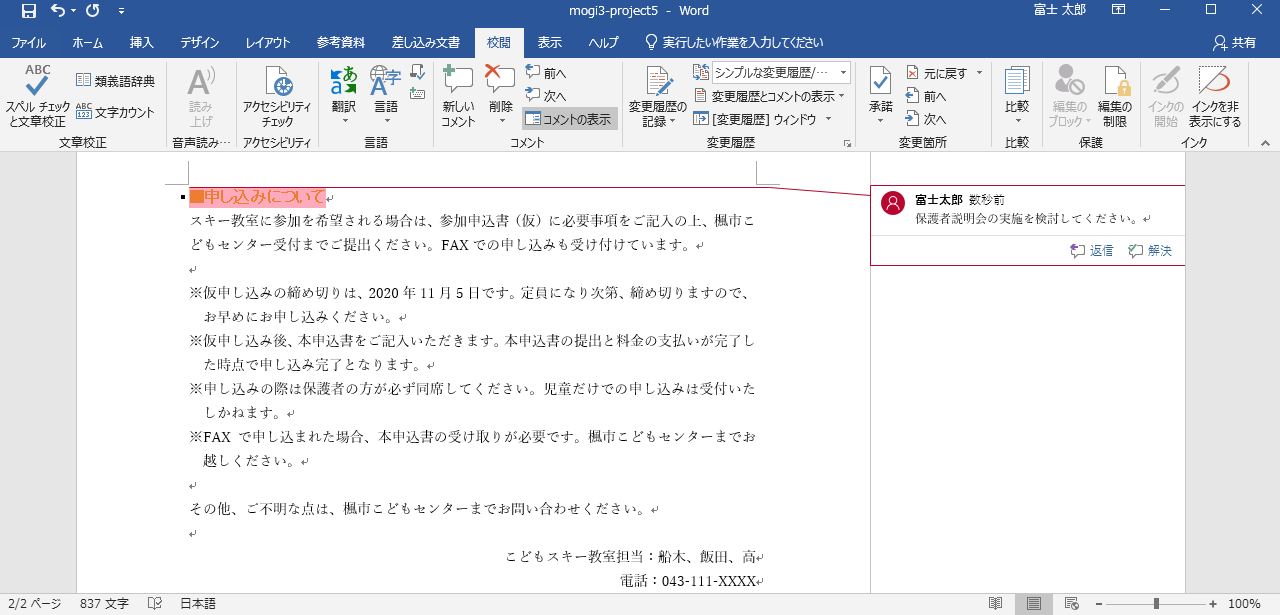 mogi3-project5 - Word
富士 太郎
ファイル ホーム 挿入 デザイン レイアウト 参考資料 差し込み文書 校閲 表示 ヘルプ 実行したい作業を入力してください 共有
ABC
スペル チェック
と文章校正
類義語辞典
ABC
123
文字カウント
読み
上げ
アクセシビリティ
チェック
翻訳
言語
新しい
コメント
削除
前へ
次へ
コメントの表示
変更履歴の
記録
シンプルな変更履歴/…
変更履歴とコメントの表示
[変更履歴] ウィンドウ
承諾
元に戻す
前へ
次へ
比較
編集の
ブロック
編集の
制限
インクの
開始
インクを非
表示にする
文章校正 音声読み… アクセシビリティ 言語 コメント 変更履歴 変更箇所 比較 保護 インク
■申し込みについて
スキー教室に参加を希望される場合は、参加申込書（仮）に必要事項をご記入の上、楓市こ
どもセンター受付までご提出ください。FAXでの申し込みも受け付けています。
※仮申し込みの締め切りは、2020年11月5日です。定員になり次第、締め切りますので、
お早めにお申し込みください。
※仮申し込み後、本申込書をご記入いただきます。本申込書の提出と料金の支払いが完了し
た時点で申し込み完了となります。
※申し込みの際は保護者の方が必ず同席してください。児童だけでの申し込みは受付いた
しかねます。
※FAX で申し込まれた場合、本申込書の受け取りが必要です。楓市こどもセンターまでお
越しください。
その他、ご不明な点は、楓市こどもセンターまでお問い合わせください。
こどもスキー教室担当：船木、飯田、高
電話：043-111-XXXX
富士太郎 数秒前
保護者説明会の実施を検討してください。
返信 解決
2/2 ページ 837 文字 日本語 100%